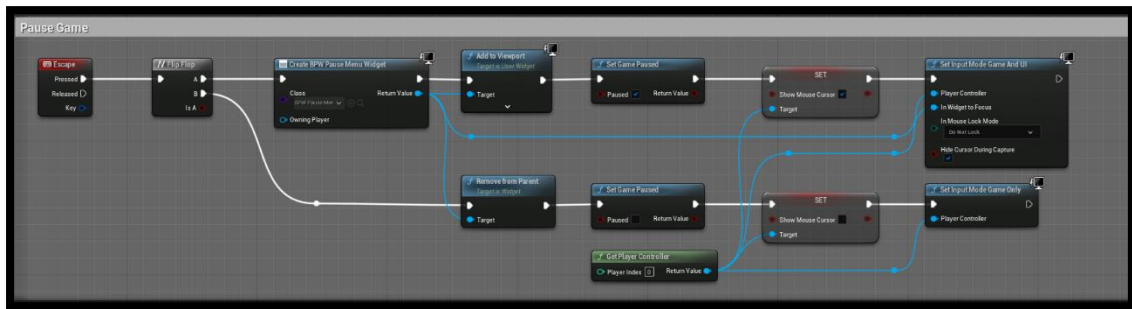 Pause Game
Escape
Pressed
Released
Key
Flip Flop
A
B
Is A
Create BPW Pause Menu Widget
Class
Return Value
BPW Pause Men
Owning Player
Add to Viewport
Target is User Widget
Target
Set Game Paused
Paused
Return Value
SET
Show Mouse Cursor
Target
Set Input Mode Game And UI
Player Controller
In Widget to Focus
In Mouse Lock Mode
Do Not Lock
Hide Cursor During Capture
Remove from Parent
Target is Widget
Target
Set Game Paused
Paused
Return Value
SET
Show Mouse Cursor
Target
Set Input Mode Game Only
Player Controller
Get Player Controller
Player Index 0
Return Value